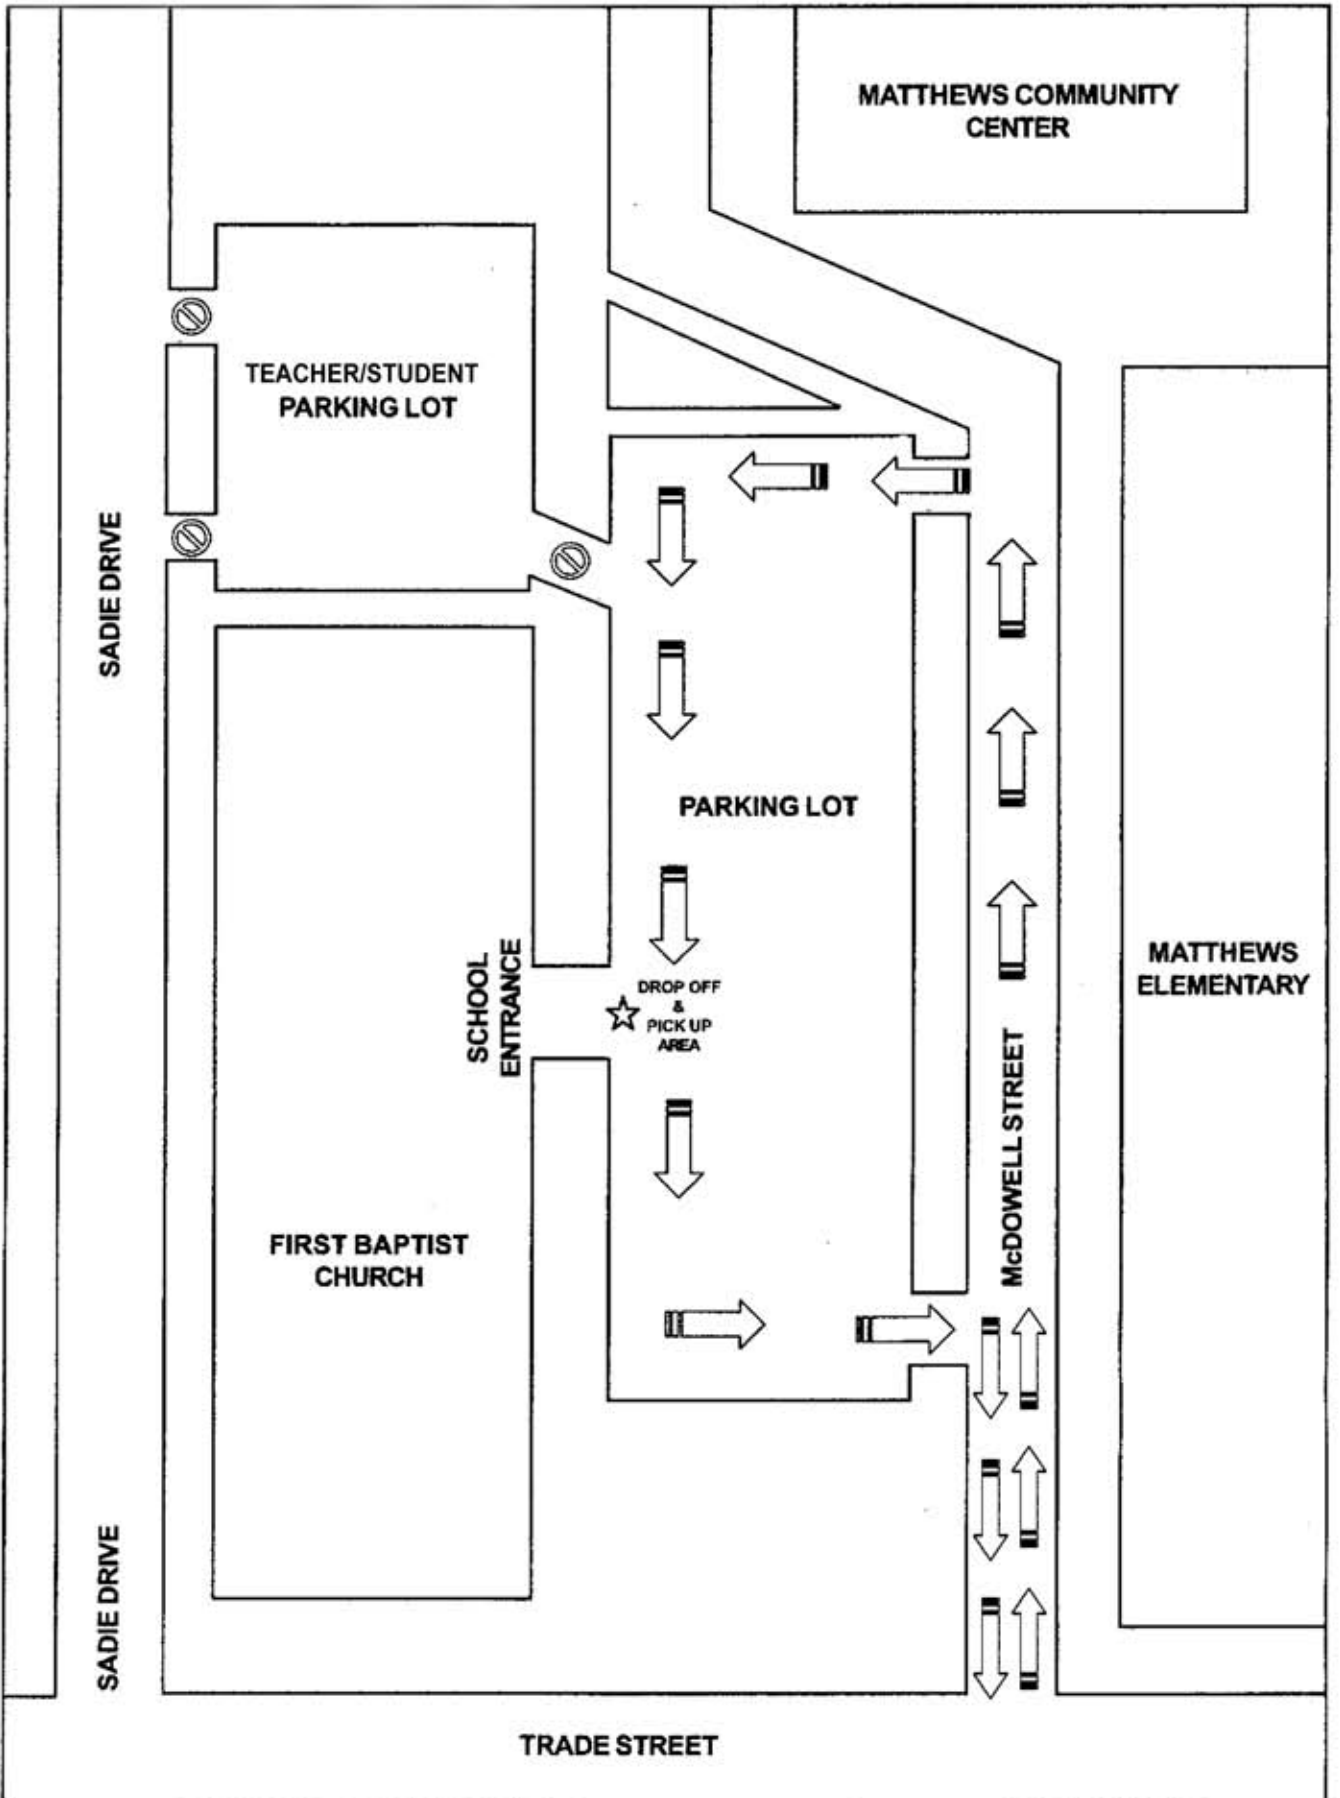 MATTHEWS COMMUNITY
CENTER
TEACHER/STUDENT
PARKING LOT
SADIE DRIVE
PARKING LOT
SCHOOL
ENTRANCE
DROP OFF
&
PICK UP
AREA
MATTHEWS
ELEMENTARY
McDOWELL STREET
FIRST BAPTIST
CHURCH
SADIE DRIVE
TRADE STREET